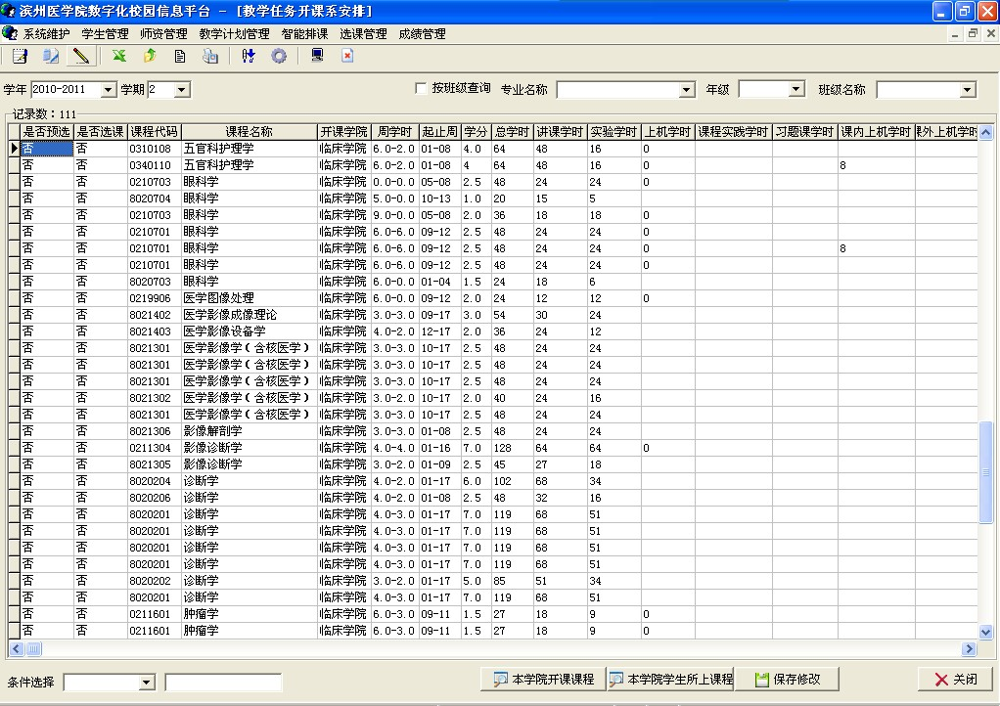 滨州医学院数字化校园信息平台 - [教学任务开课系安排]
系统维护 学生管理 师资管理 教学计划管理 智能排课 选课管理 成绩管理
学年 2010-2011 学期 2 按班级查询 专业名称 年级 班级名称
记录数：111
是否预选 是否选课 课程代码 课程名称 开课学院 周学时 起止周 学分 总学时 讲课学时 实验学时 上机学时 课程实践学时 习题课学时 课内上机学时 课外上机学时
否 否 0310108 五官科护理学 临床学院 6.0-2.0 01-08 4.0 64 48 16 0
否 否 0340110 五官科护理学 临床学院 6.0-2.0 01-08 4 64 48 16 0 8
否 否 0210703 眼科学 临床学院 0.0-0.0 05-08 2.5 48 24 24 0
否 否 8020704 眼科学 临床学院 5.0-0.0 10-13 1.0 20 15 5
否 否 0210703 眼科学 临床学院 9.0-0.0 05-08 2.0 36 18 18 0
否 否 0210701 眼科学 临床学院 6.0-6.0 09-12 2.5 48 24 24 0
否 否 0210701 眼科学 临床学院 6.0-6.0 09-12 2.5 48 24 24 0 8
否 否 0210701 眼科学 临床学院 6.0-6.0 09-12 2.5 48 24 24 0
否 否 8020703 眼科学 临床学院 6.0-0.0 01-04 1.5 24 18 6
否 否 0219906 医学图像处理 临床学院 6.0-0.0 09-12 2.0 24 12 12 0
否 否 8021402 医学影像成像理论 临床学院 3.0-3.0 09-17 3.0 54 30 24
否 否 8021403 医学影像设备学 临床学院 4.0-2.0 12-17 2.0 36 24 12
否 否 8021301 医学影像学（含核医学） 临床学院 3.0-3.0 10-17 2.5 48 24 24
否 否 8021301 医学影像学（含核医学） 临床学院 3.0-3.0 10-17 2.5 48 24 24
否 否 8021301 医学影像学（含核医学） 临床学院 3.0-3.0 10-17 2.5 48 24 24
否 否 8021302 医学影像学（含核医学） 临床学院 3.0-2.0 10-17 2.0 40 24 16
否 否 8021301 医学影像学（含核医学） 临床学院 3.0-3.0 10-17 2.5 48 24 24
否 否 8021306 影像解剖学 临床学院 3.0-3.0 01-08 2.5 48 24 24
否 否 0211304 影像诊断学 临床学院 4.0-4.0 01-16 7.0 128 64 64 0
否 否 8021305 影像诊断学 临床学院 3.0-2.0 01-09 2.5 45 27 18
否 否 8020204 诊断学 临床学院 4.0-2.0 01-17 6.0 102 68 34
否 否 8020206 诊断学 临床学院 4.0-2.0 01-08 2.5 48 32 16
否 否 8020201 诊断学 临床学院 4.0-3.0 01-17 7.0 119 68 51
否 否 8020201 诊断学 临床学院 4.0-3.0 01-17 7.0 119 68 51
否 否 8020201 诊断学 临床学院 4.0-3.0 01-17 7.0 119 68 51
否 否 8020201 诊断学 临床学院 4.0-3.0 01-17 7.0 119 68 51
否 否 8020202 诊断学 临床学院 3.0-2.0 01-17 5.0 85 51 34
否 否 8020201 诊断学 临床学院 4.0-3.0 01-17 7.0 119 68 51
否 否 0211601 肿瘤学 临床学院 6.0-3.0 09-11 1.5 27 18 9 0
否 否 0211601 肿瘤学 临床学院 6.0-3.0 09-11 1.5 27 18 9 0
条件选择 本学院开课课程 本学院学生所上课程 保存修改 关闭